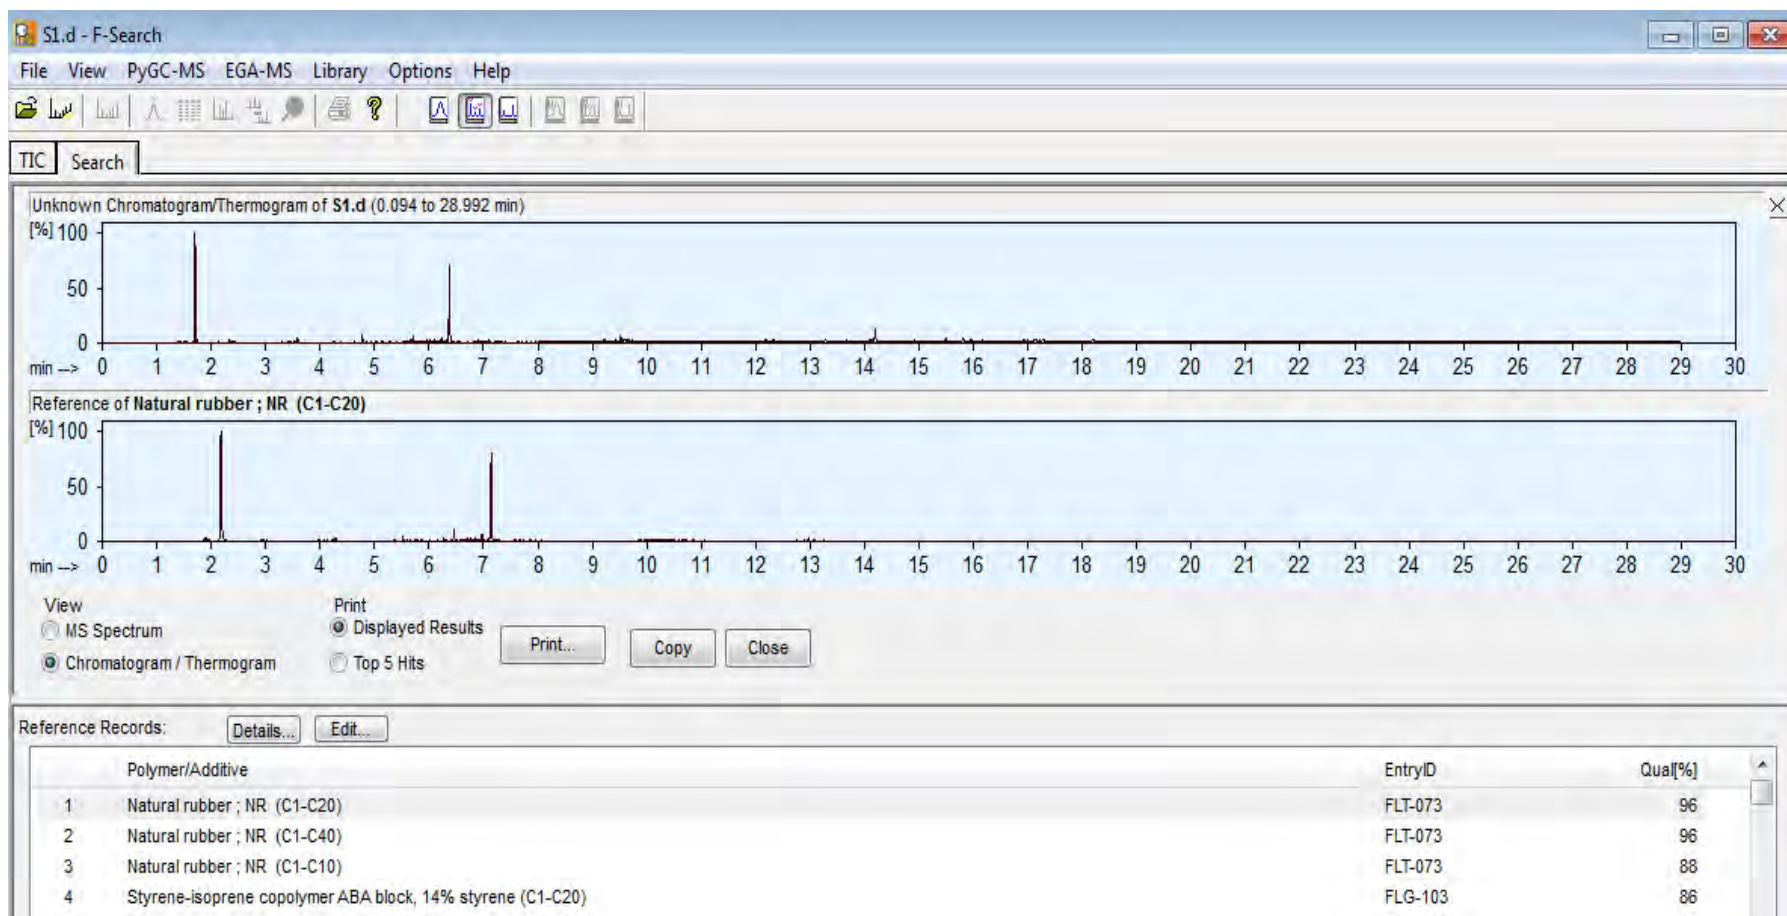 S1.d - F-Search
File View PyGC-MS EGA-MS Library Options Help
TIC Search
Unknown Chromatogram/Thermogram of S1.d (0.094 to 28.992 min)
[%] 100
50
0
min --> 0 1 2 3 4 5 6 7 8 9 10 11 12 13 14 15 16 17 18 19 20 21 22 23 24 25 26 27 28 29 30
Reference of Natural rubber ; NR (C1-C20)
[%] 100
50
0
min --> 0 1 2 3 4 5 6 7 8 9 10 11 12 13 14 15 16 17 18 19 20 21 22 23 24 25 26 27 28 29 30
View Print
MS Spectrum Displayed Results Print... Copy Close
Chromatogram / Thermogram Top 5 Hits
Reference Records: Details... Edit...
Polymer/Additive EntryID Qual[%]
1 Natural rubber ; NR (C1-C20) FLT-073 96
2 Natural rubber ; NR (C1-C40) FLT-073 96
3 Natural rubber ; NR (C1-C10) FLT-073 88
4 Styrene-isoprene copolymer ABA block, 14% styrene (C1-C20) FLG-103 86